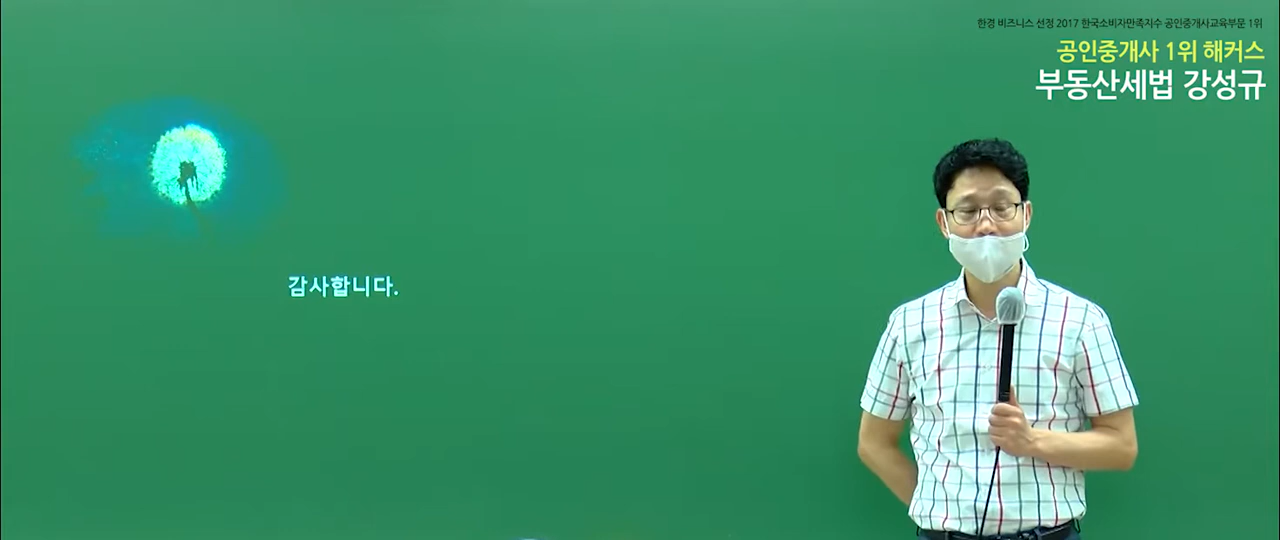 한경 비즈니스 선정 2017 한국소비자만족지수 공인중개사교육부문 1위
공인중개사 1위 해커스
부동산세법 강성규
감사합니다.